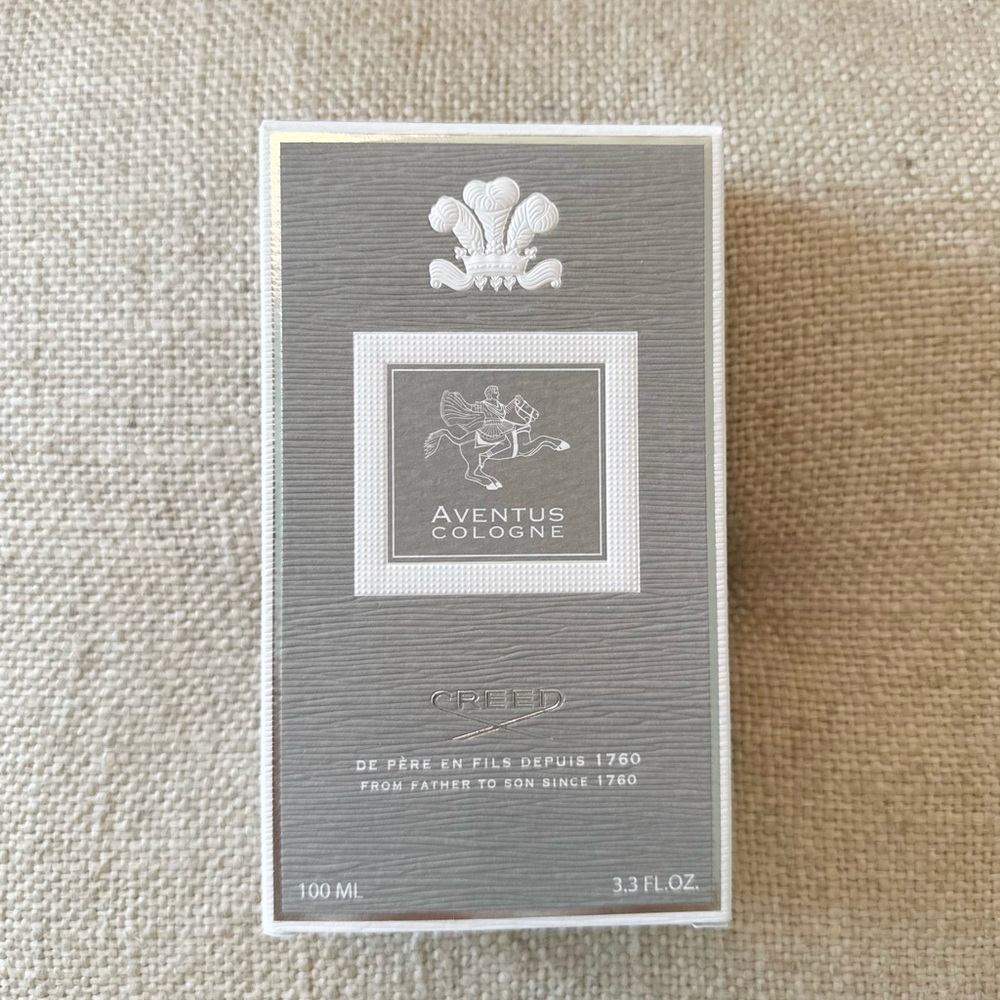 AVENTUS
COLOGNE
CREED
DE PÈRE EN FILS DEPUIS 1760
FROM FATHER TO SON SINCE 1760
100 ML
3.3 FL.OZ.